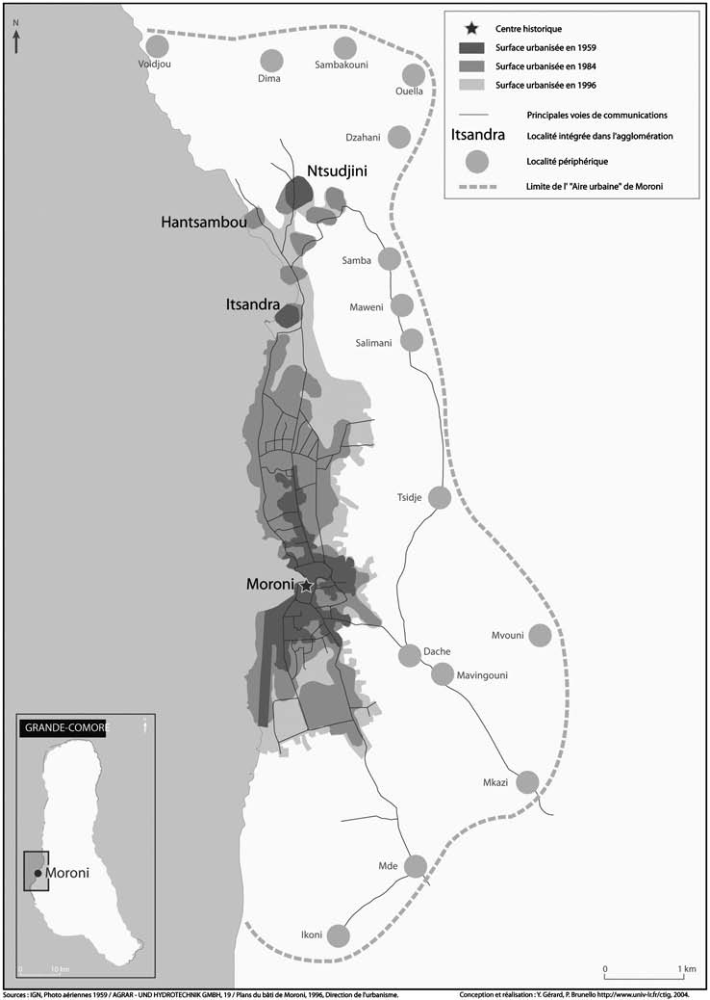 N
Centre historique
Surface urbanisée en 1959
Surface urbanisée en 1984
Surface urbanisée en 1996
Principales voies de communications
Itsandra
Localité intégrée dans l'agglomération
Localité périphérique
Limite de l' "Aire urbaine" de Moroni
Voidjou
Dima
Sambakouni
Ouella
Dzahani
Ntsudjini
Hantsambou
Samba
Itsandra
Maweni
Salimani
Tsidje
Moroni
Mvouni
Dache
Mavingouni
Mkazi
Mde
Ikoni
GRANDE-COMORE
Moroni
0 10 km
0 1 km
Sources : IGN, Photo aériennes 1959 / AGRAR - UND HYDROTECHNIK GMBH, 19 / Plans du bâti de Moroni, 1996, Direction de l'urbanisme.
Conception et réalisation : Y. Gérard, P. Brunello http://www.univ-lr.fr/ctig, 2004.